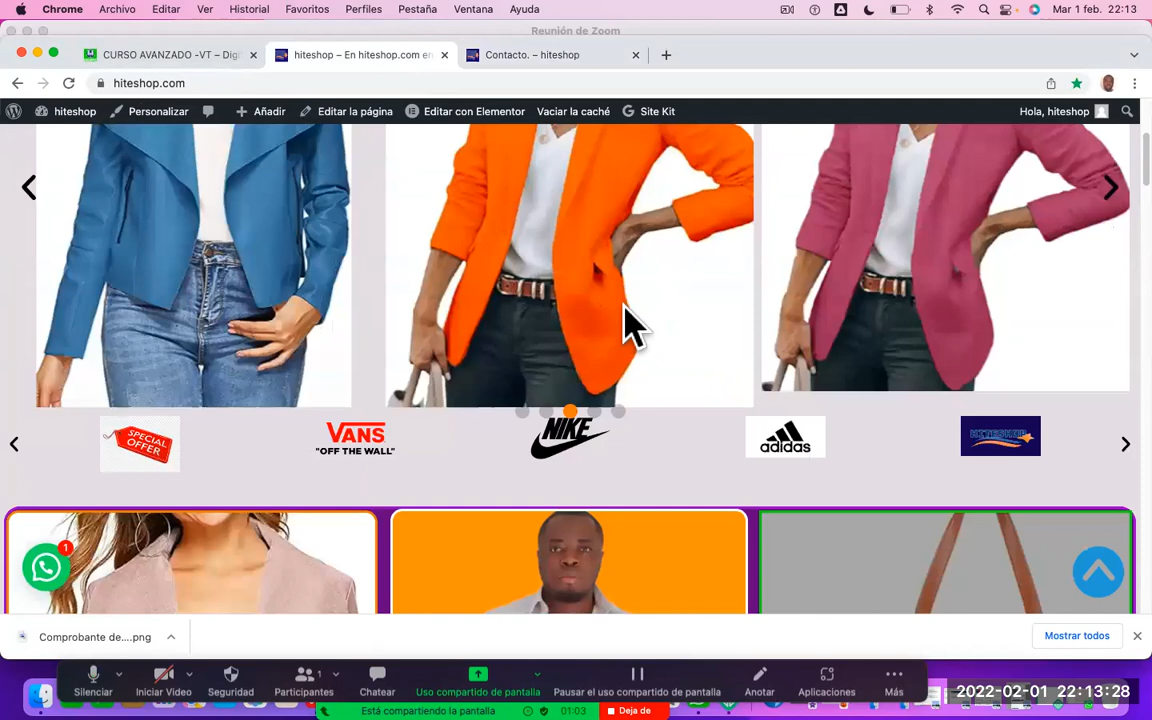 Chrome Archivo Editar Ver Historial Favoritos Perfiles Pestaña Ventana Ayuda Mar 1 feb. 22:13
Reunión de Zoom
CURSO AVANZADO -VT – Digi hiteshop – En hiteshop.com en Contacto. – hiteshop
hiteshop.com
hiteshop Personalizar Añadir Editar la página Editar con Elementor Vaciar la caché Site Kit Hola, hiteshop
SPECIAL
OFFER
VANS
"OFF THE WALL"
NIKE
adidas
HITESHOP
1
Comprobante de....png Mostrar todos
1
Silenciar Iniciar Video Seguridad Participantes Chatear Uso compartido de pantalla Pausar el uso compartido de pantalla Anotar Aplicaciones Más
2022-02-01 22:13:28
Está compartiendo la pantalla 01:03 Deja de